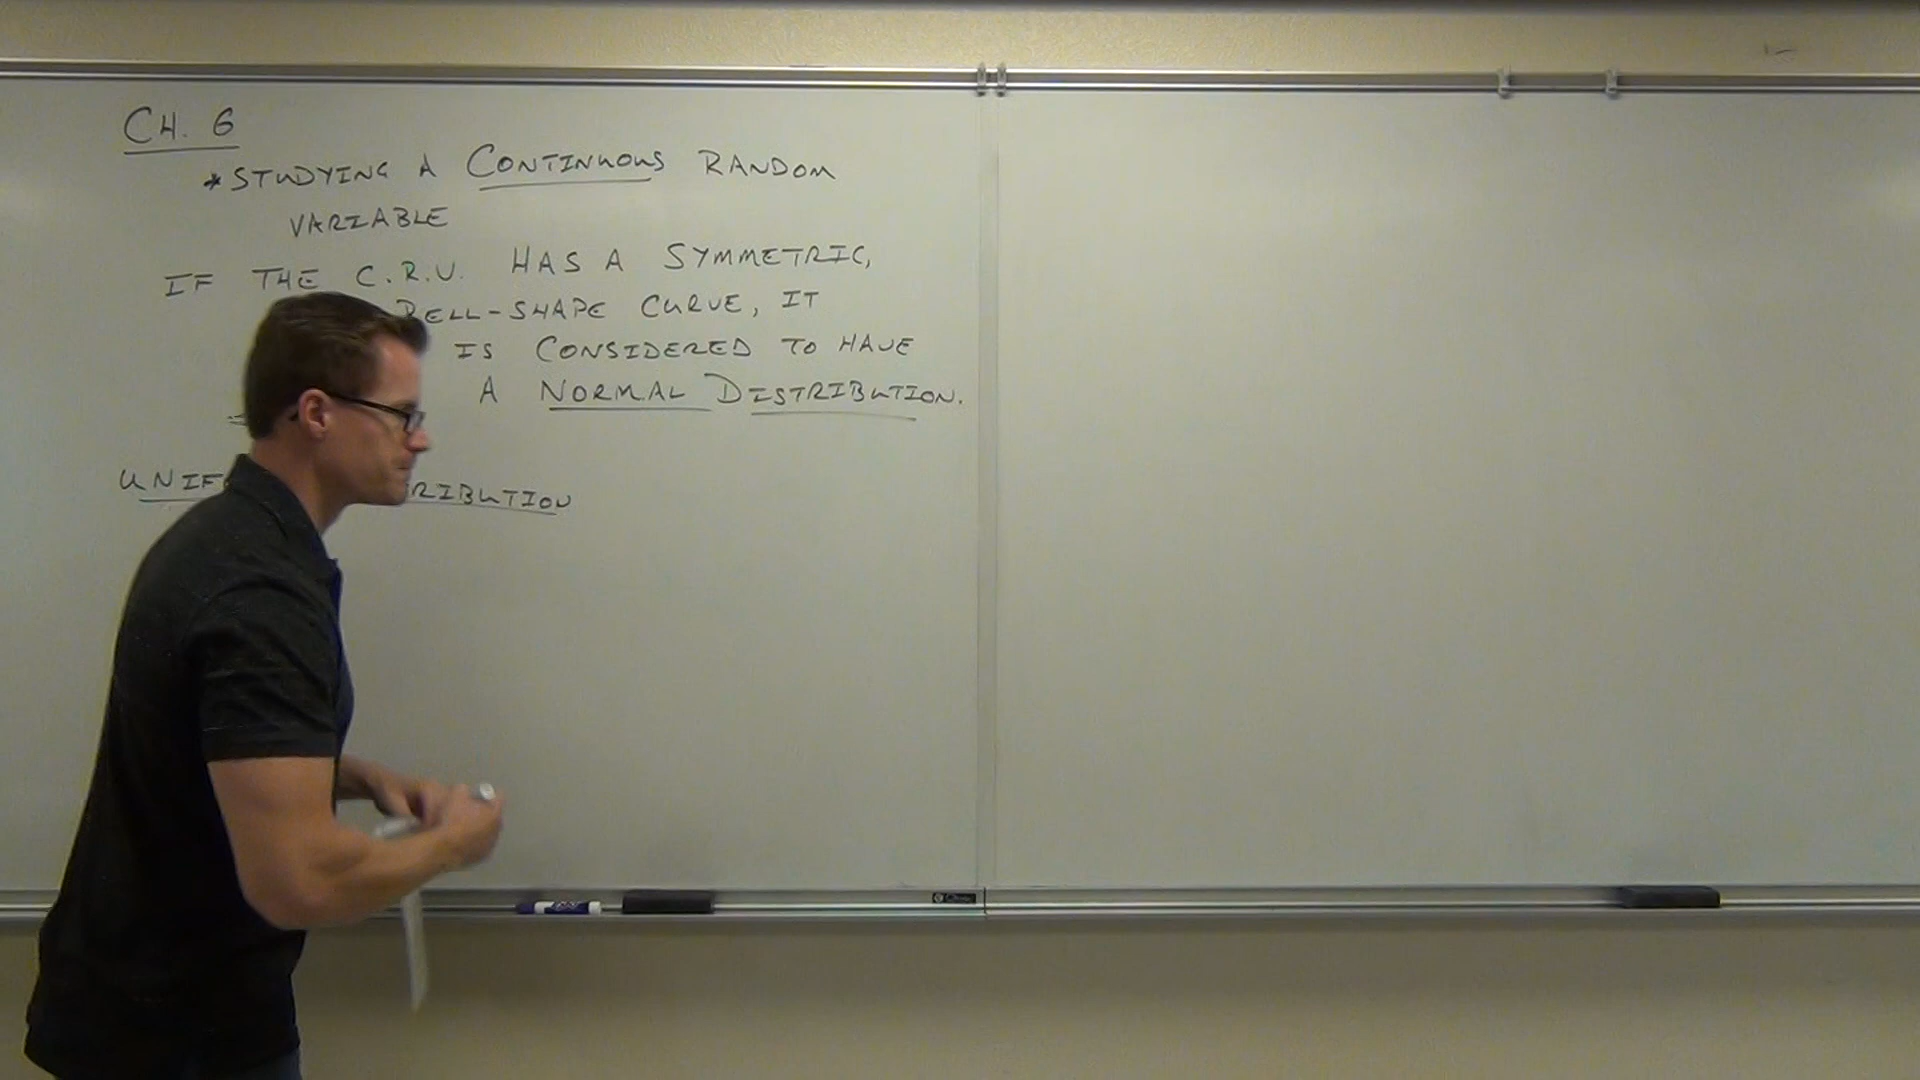 CH. 6
*STUDYING A CONTINUOUS RANDOM
VARIABLE
IF THE C.R.V. HAS A SYMMETRIC,
BELL-SHAPE CURVE, IT
IS CONSIDERED TO HAVE
A NORMAL DISTRIBUTION.